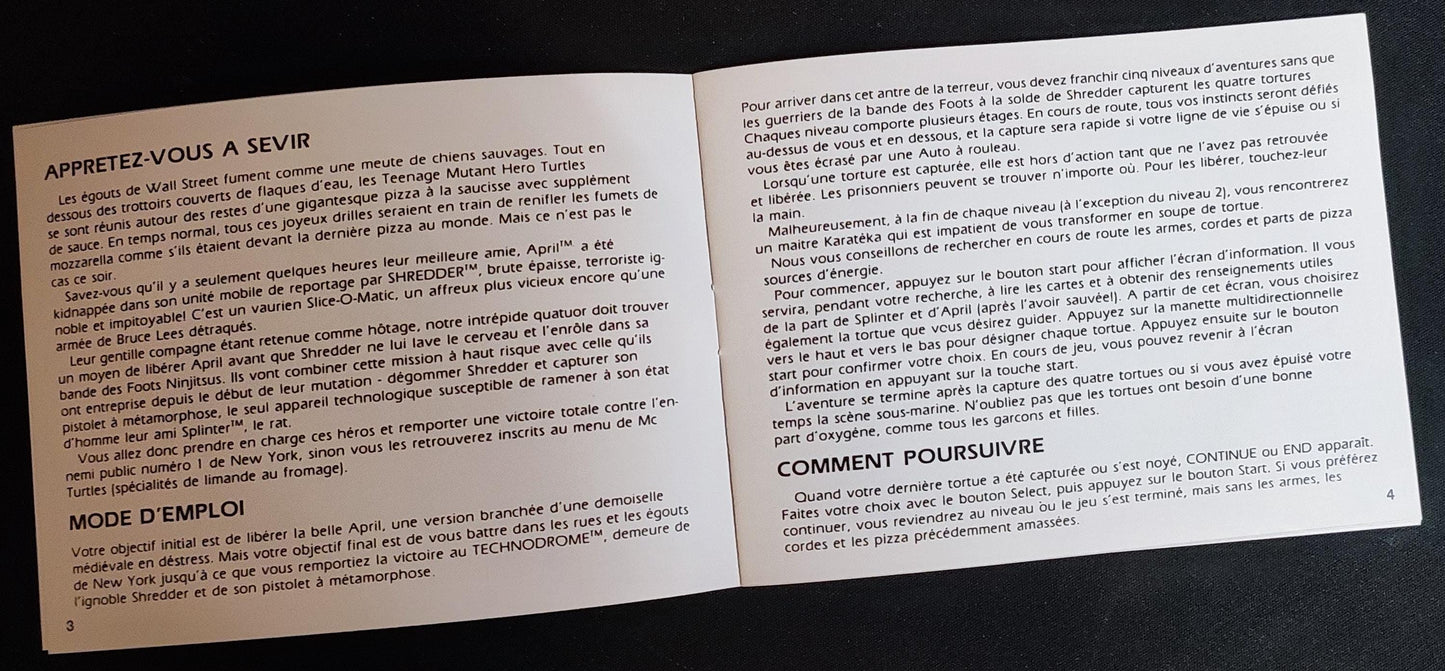 APPRETEZ-VOUS A SEVIR
Les égouts de Wall Street fument comme une meute de chiens sauvages. Tout en
dessous des trottoirs couverts de flaques d'eau, les Teenage Mutant Hero Turtles
se sont réunis autour des restes d'une gigantesque pizza à la saucisse avec supplément
de sauce. En temps normal, tous ces joyeux drilles seraient en train de renifler les fumets de
mozzarella comme s'ils étaient devant la dernière pizza au monde. Mais ce n'est pas le
cas ce soir.
Savez-vous qu'il y a seulement quelques heures leur meilleure amie, April™ a été
kidnappée dans son unité mobile de reportage par SHREDDER™, brute épaisse, terroriste ig-
noble et impitoyable! C'est un vaurien Slice-O-Matic, un affreux plus vicieux encore qu'une
armée de Bruce Lees détraqués.
Leur gentille compagne étant retenue comme hôtage, notre intrépide quatuor doit trouver
un moyen de libérer April avant que Shredder ne lui lave le cerveau et l'enrôle dans sa
bande des Foots Ninjitsus. Ils vont combiner cette mission à haut risque avec celle qu'ils
ont entreprise depuis le début de leur mutation - dégommer Shredder et capturer son
pistolet à métamorphose, le seul appareil technologique susceptible de ramener à son état
d'homme leur ami Splinter™, le rat.
Vous allez donc prendre en charge ces héros et remporter une victoire totale contre l'en-
nemi public numéro 1 de New York, sinon vous les retrouverez inscrits au menu de Mc
Turtles (spécialités de limande au fromage).
MODE D'EMPLOI
Votre objectif initial est de libérer la belle April, une version branchée d'une demoiselle
médiévale en déstress. Mais votre objectif final est de vous battre dans les rues et les égouts
de New York jusqu'à ce que vous remportiez la victoire au TECHNODROME™, demeure de
l'ignoble Shredder et de son pistolet à métamorphose.
3
Pour arriver dans cet antre de la terreur, vous devez franchir cinq niveaux d'aventures sans que
les guerriers de la bande des Foots à la solde de Shredder capturent les quatre tortures
Chaques niveau comporte plusieurs étages. En cours de route, tous vos instincts seront défiés
au-dessus de vous et en dessous, et la capture sera rapide si votre ligne de vie s'épuise ou si
vous êtes écrasé par une Auto à rouleau.
Lorsqu'une torture est capturée, elle est hors d'action tant que ne l'avez pas retrouvée
et libérée. Les prisonniers peuvent se trouver n'importe où. Pour les libérer, touchez-leur
la main.
Malheureusement, à la fin de chaque niveau (à l'exception du niveau 2), vous rencontrerez
un maitre Karatéka qui est impatient de vous transformer en soupe de tortue.
Nous vous conseillons de rechercher en cours de route les armes, cordes et parts de pizza
sources d'énergie.
Pour commencer, appuyez sur le bouton start pour afficher l'écran d'information. Il vous
servira, pendant votre recherche, à lire les cartes et à obtenir des renseignements utiles
de la part de Splinter et d'April (après l'avoir sauvée!). A partir de cet écran, vous choisirez
également la tortue que vous désirez guider. Appuyez sur la manette multidirectionnelle
vers le haut et vers le bas pour désigner chaque tortue. Appuyez ensuite sur le bouton
start pour confirmer votre choix. En cours de jeu, vous pouvez revenir à l'écran
d'information en appuyant sur la touche start.
L'aventure se termine après la capture des quatre tortues ou si vous avez épuisé votre
temps la scène sous-marine. N'oubliez pas que les tortues ont besoin d'une bonne
part d'oxygéne, comme tous les garcons et filles.
COMMENT POURSUIVRE
Quand votre dernière tortue a été capturée ou s'est noyé, CONTINUE ou END apparaît.
Faites votre choix avec le bouton Select, puis appuyez sur le bouton Start. Si vous préférez
continuer, vous reviendrez au niveau òu le jeu s'est terminé, mais sans les armes, les
cordes et les pizza précédemment amassées.
4